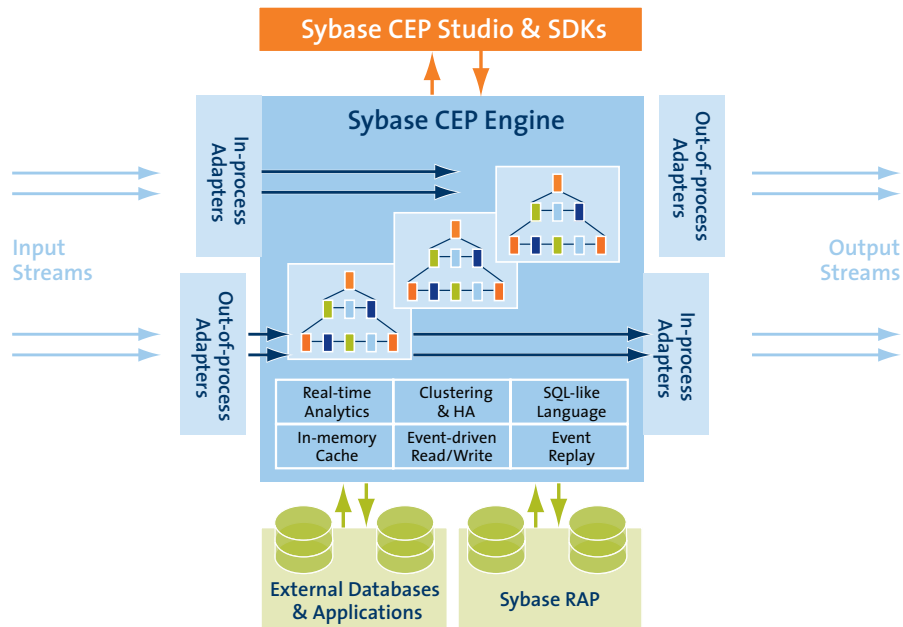 Sybase CEP Studio & SDKs
Sybase CEP Engine
In-process
Adapters
Out-of-process
Adapters
Input
Streams
Output
Streams
Out-of-process
Adapters
In-process
Adapters
Real-time
Analytics
Clustering
& HA
SQL-like
Language
In-memory
Cache
Event-driven
Read/Write
Event
Replay
External Databases
& Applications
Sybase RAP